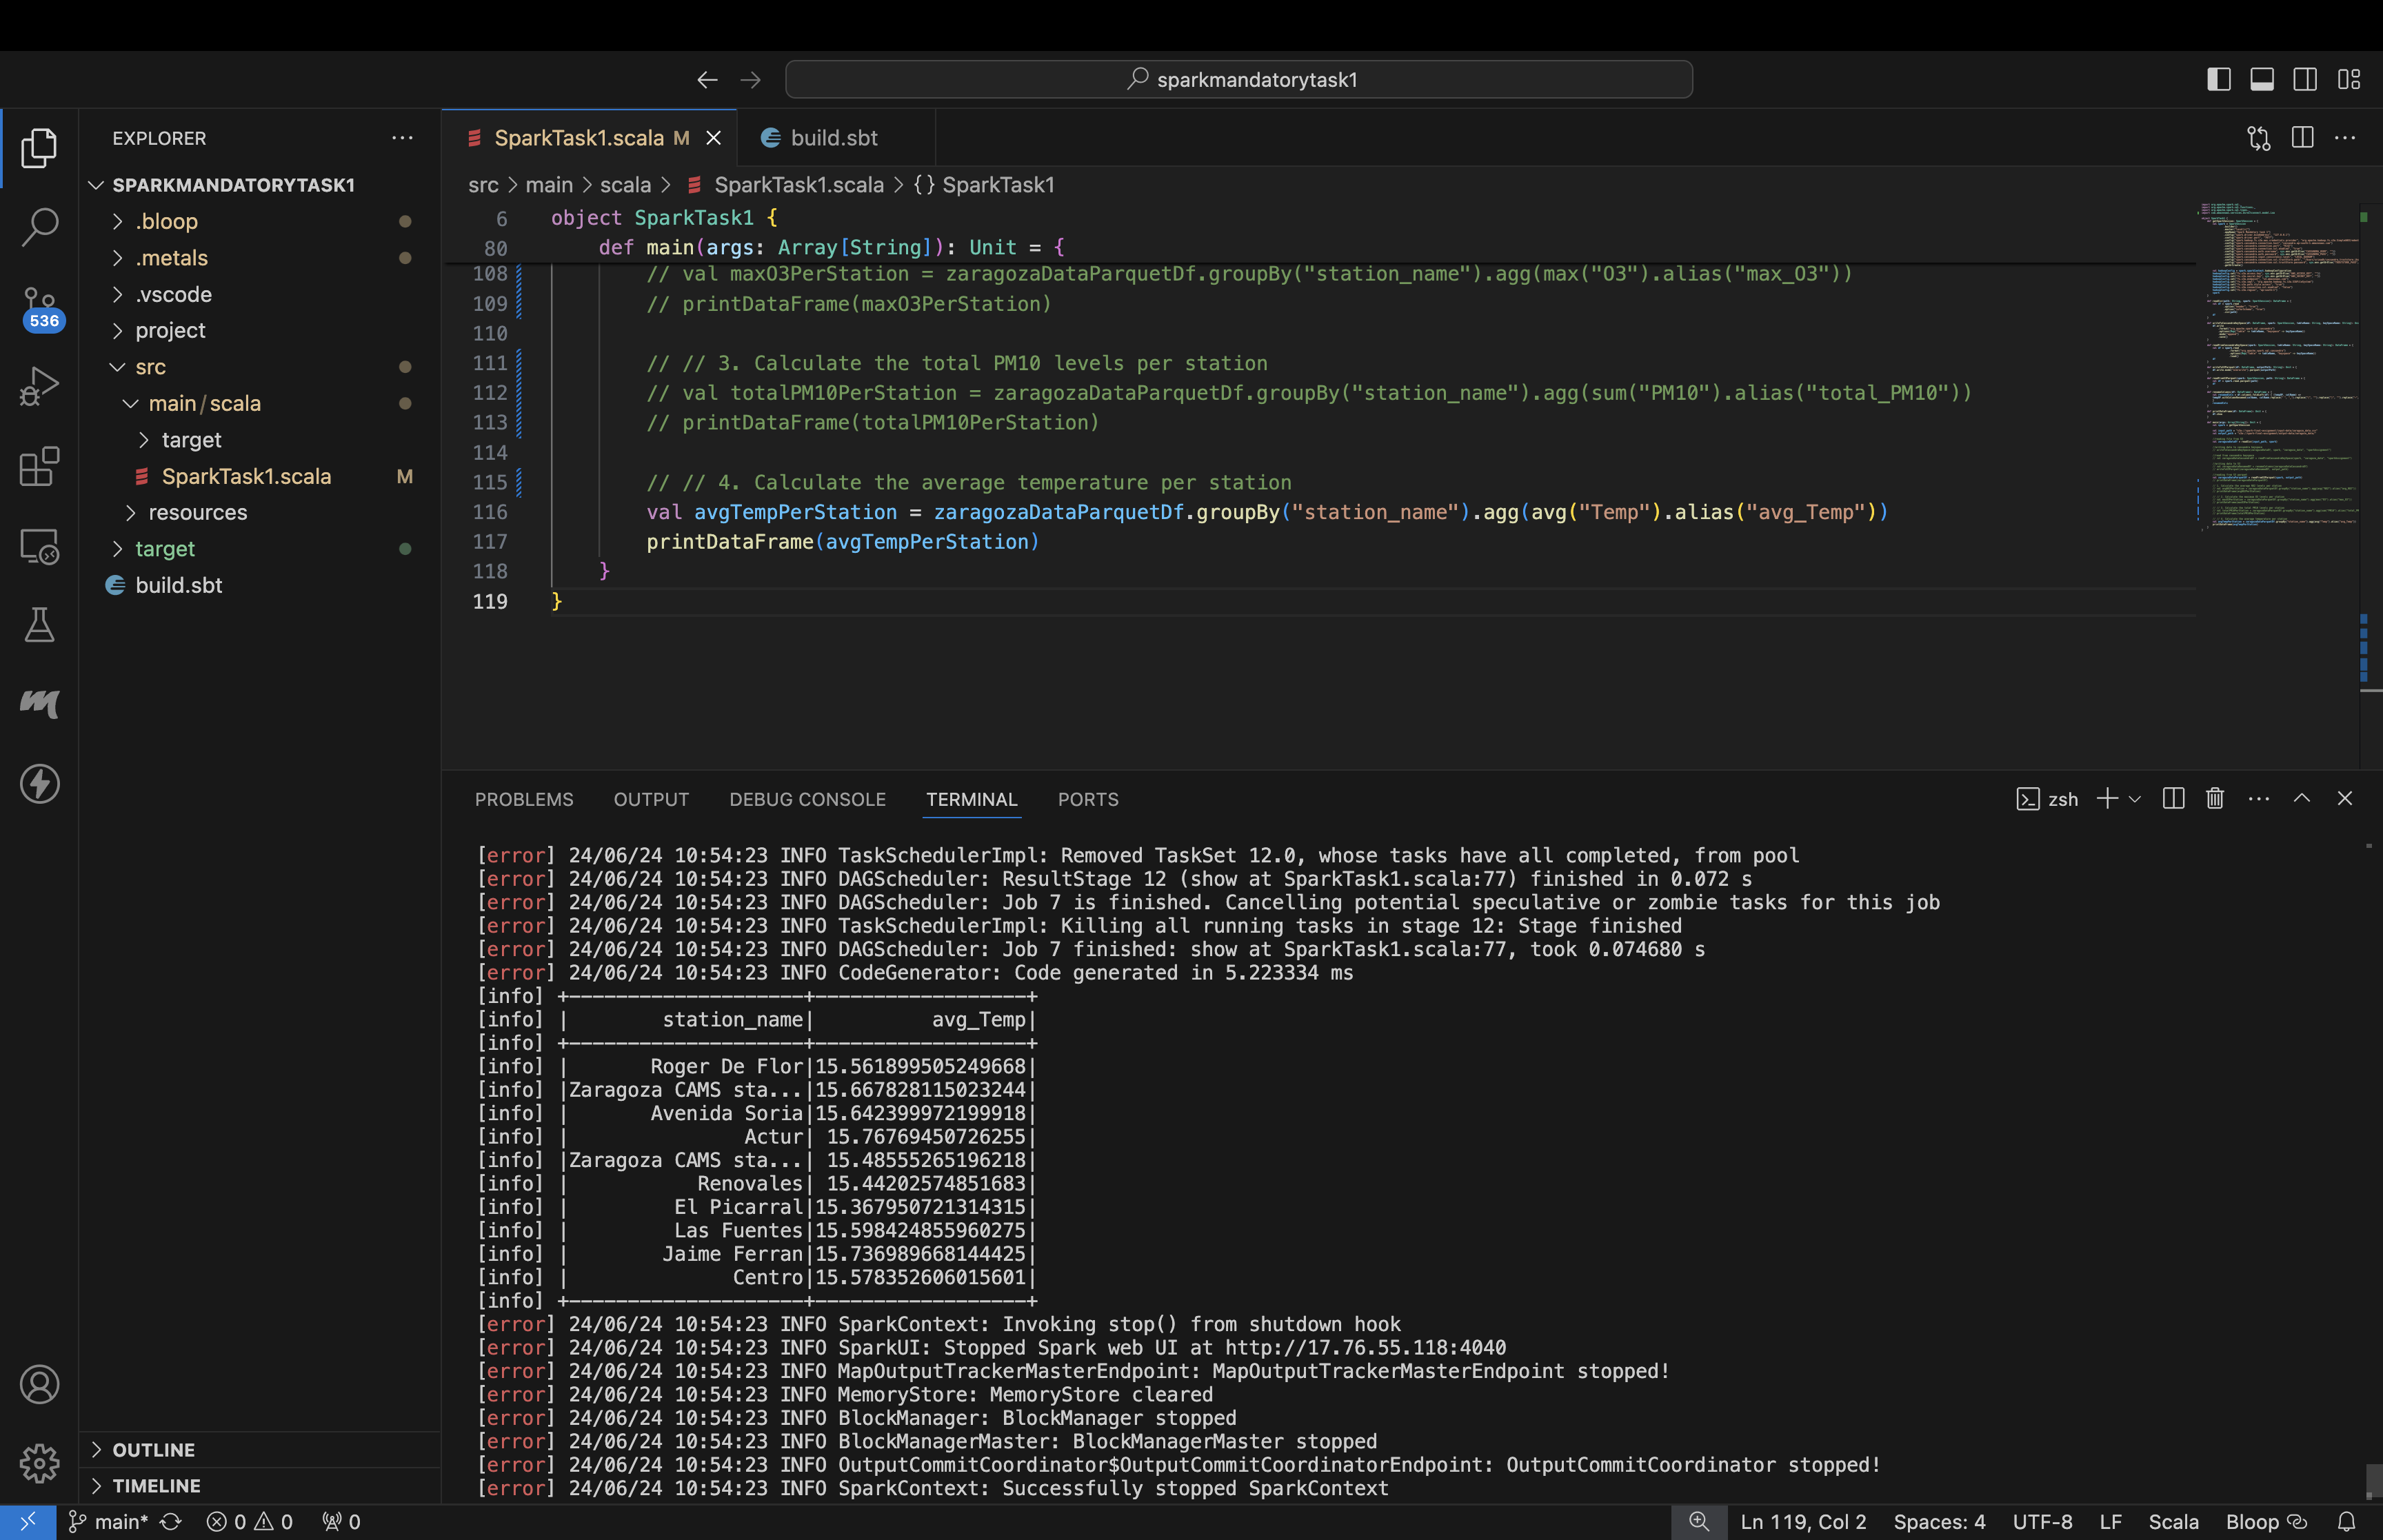 sparkmandatorytask1
EXPLORER
SparkTask1.scala M
build.sbt
SPARKMANDATORYTASK1
.bloop
.metals
.vscode
project
src
main/scala
target
SparkTask1.scala M
resources
target
build.sbt
536
OUTLINE
TIMELINE
src > main > scala > SparkTask1.scala > {} SparkTask1
6 object SparkTask1 {
80 def main(args: Array[String]): Unit = {
108 // val maxO3PerStation = zaragozaDataParquetDf.groupBy("station_name").agg(max("O3").alias("max_O3"))
109 // printDataFrame(maxO3PerStation)
110
111 // // 3. Calculate the total PM10 levels per station
112 // val totalPM10PerStation = zaragozaDataParquetDf.groupBy("station_name").agg(sum("PM10").alias("total_PM10"))
113 // printDataFrame(totalPM10PerStation)
114
115 // // 4. Calculate the average temperature per station
116 val avgTempPerStation = zaragozaDataParquetDf.groupBy("station_name").agg(avg("Temp").alias("avg_Temp"))
117 printDataFrame(avgTempPerStation)
118 }
119 }
PROBLEMS OUTPUT DEBUG CONSOLE TERMINAL PORTS
zsh
[error] 24/06/24 10:54:23 INFO TaskSchedulerImpl: Removed TaskSet 12.0, whose tasks have all completed, from pool
[error] 24/06/24 10:54:23 INFO DAGScheduler: ResultStage 12 (show at SparkTask1.scala:77) finished in 0.072 s
[error] 24/06/24 10:54:23 INFO DAGScheduler: Job 7 is finished. Cancelling potential speculative or zombie tasks for this job
[error] 24/06/24 10:54:23 INFO TaskSchedulerImpl: Killing all running tasks in stage 12: Stage finished
[error] 24/06/24 10:54:23 INFO DAGScheduler: Job 7 finished: show at SparkTask1.scala:77, took 0.074680 s
[error] 24/06/24 10:54:23 INFO CodeGenerator: Code generated in 5.223334 ms
[info] +--------------------+------------------+
[info] |        station_name|          avg_Temp|
[info] +--------------------+------------------+
[info] |       Roger De Flor|15.561899505249668|
[info] |Zaragoza CAMS sta...|15.667828115023244|
[info] |       Avenida Soria|15.642399972199918|
[info] |               Actur| 15.76769450726255|
[info] |Zaragoza CAMS sta...| 15.48555265196218|
[info] |           Renovales| 15.44202574851683|
[info] |         El Picarral|15.367950721314315|
[info] |         Las Fuentes|15.598424855960275|
[info] |        Jaime Ferran|15.736989668144425|
[info] |              Centro|15.578352606015601|
[info] +--------------------+------------------+
[error] 24/06/24 10:54:23 INFO SparkContext: Invoking stop() from shutdown hook
[error] 24/06/24 10:54:23 INFO SparkUI: Stopped Spark web UI at http://17.76.55.118:4040
[error] 24/06/24 10:54:23 INFO MapOutputTrackerMasterEndpoint: MapOutputTrackerMasterEndpoint stopped!
[error] 24/06/24 10:54:23 INFO MemoryStore: MemoryStore cleared
[error] 24/06/24 10:54:23 INFO BlockManager: BlockManager stopped
[error] 24/06/24 10:54:23 INFO BlockManagerMaster: BlockManagerMaster stopped
[error] 24/06/24 10:54:23 INFO OutputCommitCoordinator$OutputCommitCoordinatorEndpoint: OutputCommitCoordinator stopped!
[error] 24/06/24 10:54:23 INFO SparkContext: Successfully stopped SparkContext
main* 0 0 0 Ln 119, Col 2 Spaces: 4 UTF-8 LF Scala Bloop